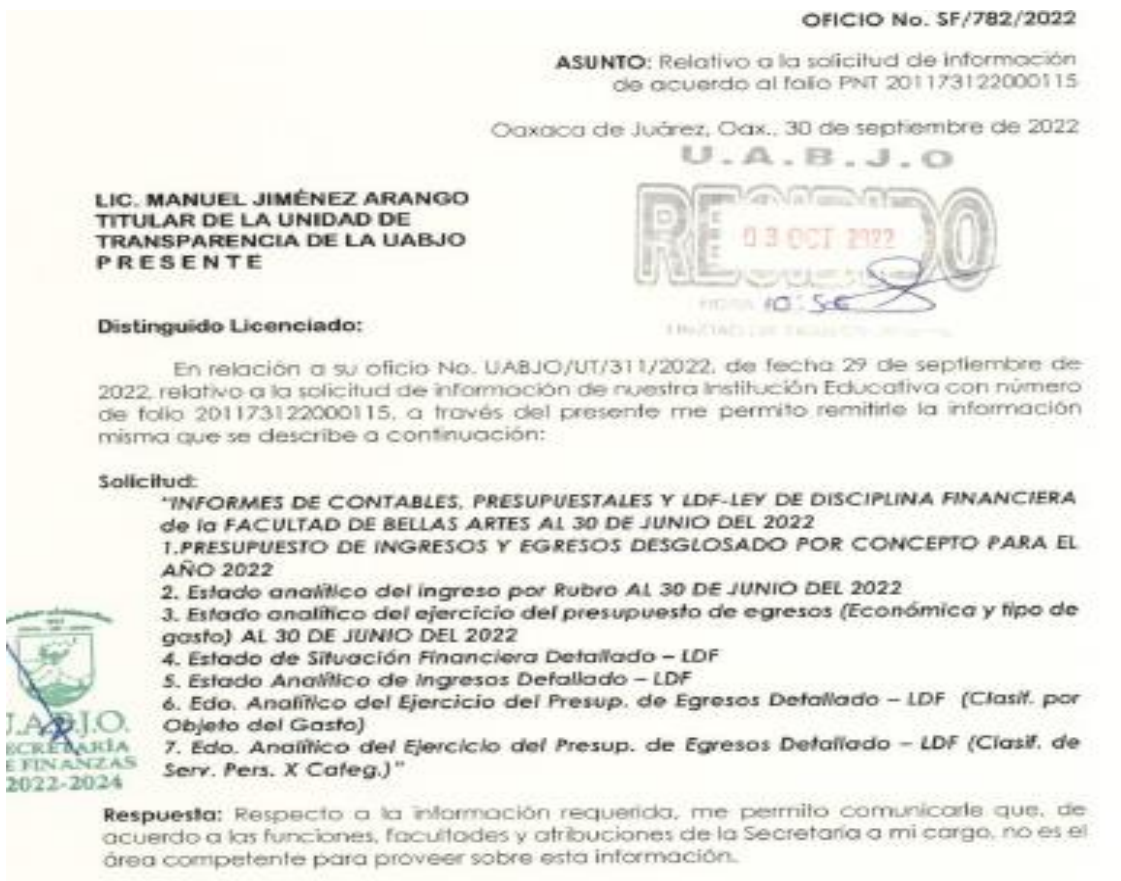 OFICIO No. SF/782/2022
ASUNTO: Relativo a la solicitud de información
de acuerdo al folio PNT 201173122000115
Oaxaca de Juárez, Oax., 30 de septiembre de 2022
U.A.B.J.O
RECIBIDO
03 OCT 2022
LIC. MANUEL JIMÉNEZ ARANGO
TITULAR DE LA UNIDAD DE
TRANSPARENCIA DE LA UABJO
PRESENTE
Distinguido Licenciado:
En relación a su oficio No. UABJO/UT/311/2022, de fecha 29 de septiembre de
2022, relativo a la solicitud de información de nuestra Institución Educativa con número
de folio 201173122000115, a través del presente me permito remitirle la información
misma que se describe a continuación:
Solicitud:
"INFORMES DE CONTABLES, PRESUPUESTALES Y LDF-LEY DE DISCIPLINA FINANCIERA
de la FACULTAD DE BELLAS ARTES AL 30 DE JUNIO DEL 2022
1.PRESUPUESTO DE INGRESOS Y EGRESOS DESGLOSADO POR CONCEPTO PARA EL
AÑO 2022
2. Estado analítico del ingreso por Rubro AL 30 DE JUNIO DEL 2022
3. Estado analítico del ejercicio del presupuesto de egresos (Económica y tipo de
gasto) AL 30 DE JUNIO DEL 2022
4. Estado de Situación Financiera Detallado – LDF
5. Estado Analítico de Ingresos Detallado – LDF
6. Edo. Analítico del Ejercicio del Presup. de Egresos Detallado – LDF (Clasif. por
Objeto del Gasto)
7. Edo. Analítico del Ejercicio del Presup. de Egresos Detallado – LDF (Clasif. de
Serv. Pers. X Categ.)"
U.A.B.J.O.
SECRETARÍA
DE FINANZAS
2022-2024
Respuesta: Respecto a la información requerida, me permito comunicarle que, de
acuerdo a las funciones, facultades y atribuciones de la Secretaría a mi cargo, no es el
área competente para proveer sobre esta información.